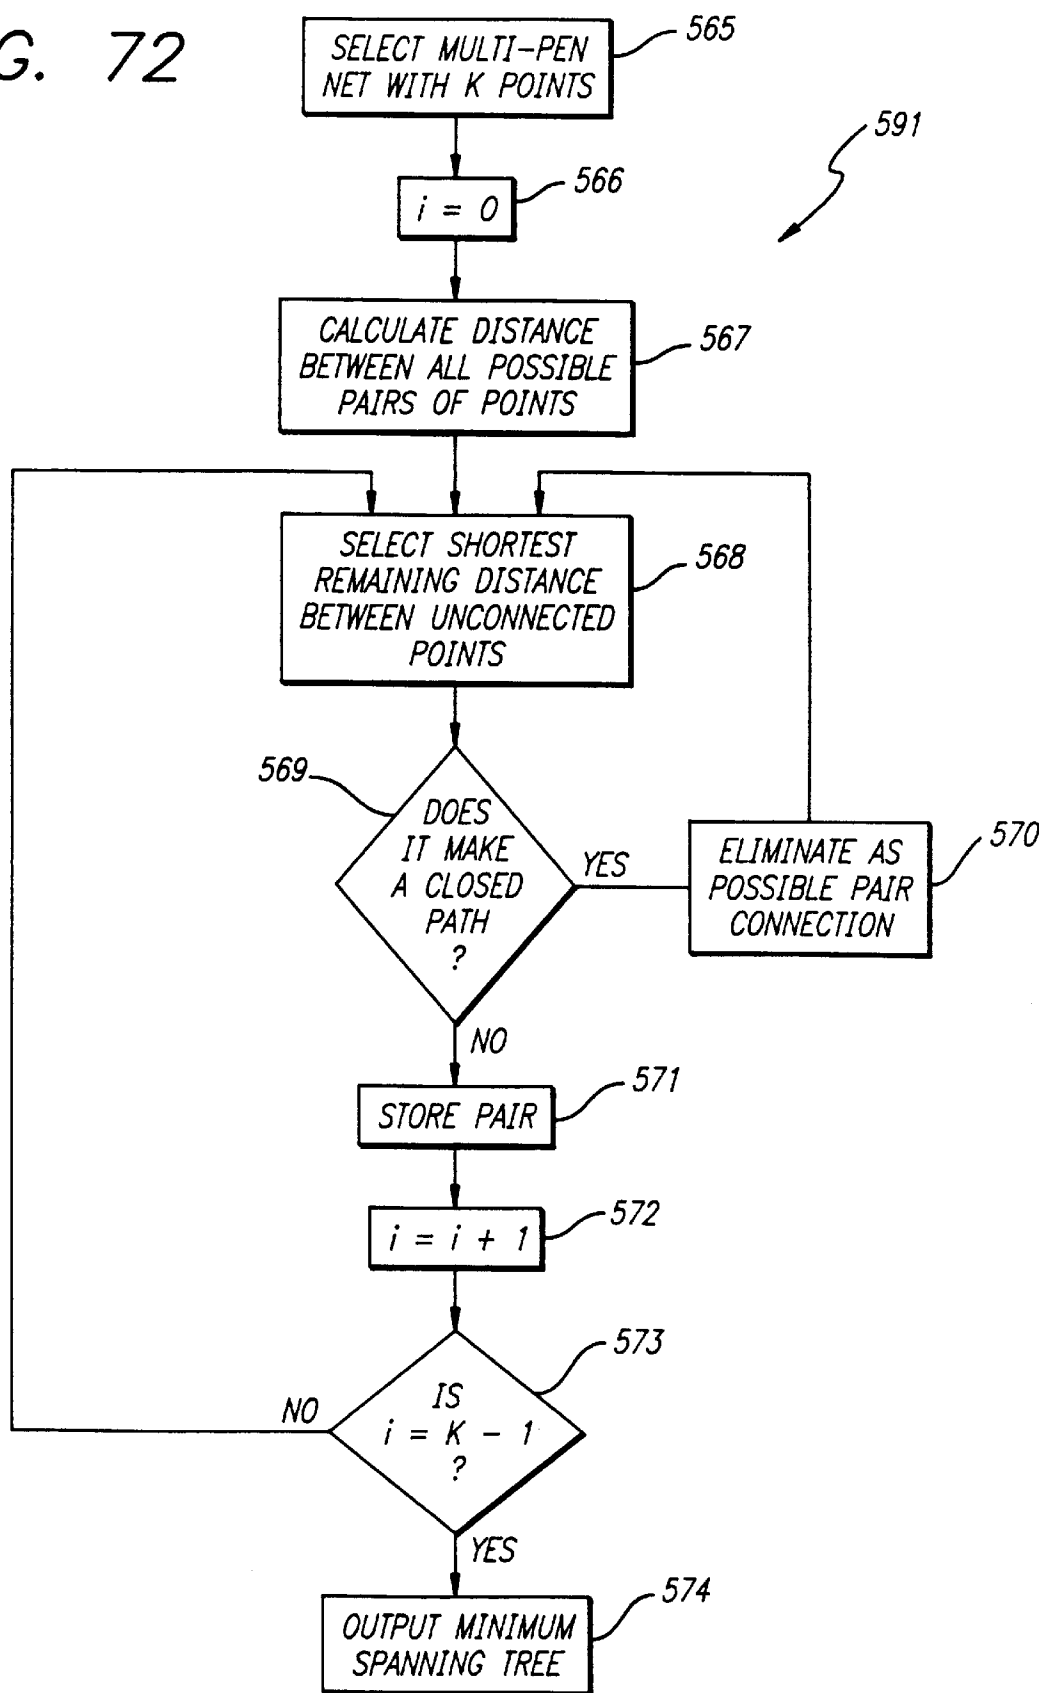 G. 72
SELECT MULTI-PEN
NET WITH K POINTS
565
591
i = 0
566
CALCULATE DISTANCE
BETWEEN ALL POSSIBLE
PAIRS OF POINTS
567
SELECT SHORTEST
REMAINING DISTANCE
BETWEEN UNCONNECTED
POINTS
568
569
DOES
IT MAKE
A CLOSED
PATH
?
YES
ELIMINATE AS
POSSIBLE PAIR
CONNECTION
570
NO
STORE PAIR
571
i = i + 1
572
573
IS
i = K - 1
?
NO
YES
OUTPUT MINIMUM
SPANNING TREE
574